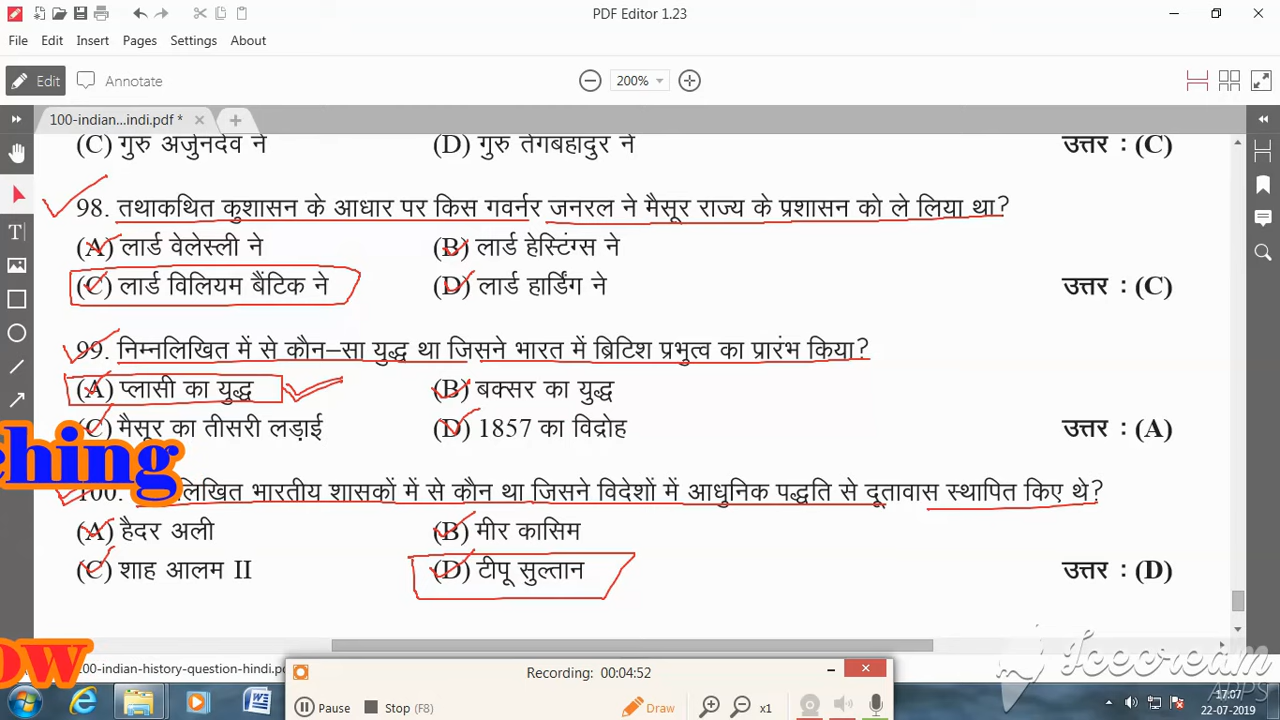 PDF Editor 1.23
File Edit Insert Pages Settings About
Edit Annotate 200%
100-indian...indi.pdf *
(C) गुरु अर्जुनदेव ने (D) गुरु तेगबहादुर ने उत्तर : (C)
98. तथाकथित कुशासन के आधार पर किस गवर्नर जनरल ने मैसूर राज्य के प्रशासन को ले लिया था?
(A) लार्ड वेलेस्ली ने (B) लार्ड हेस्टिंग्स ने
(C) लार्ड विलियम बैंटिक ने (D) लार्ड हार्डिंग ने उत्तर : (C)
99. निम्नलिखित में से कौन–सा युद्ध था जिसने भारत में ब्रिटिश प्रभुत्व का प्रारंभ किया?
(A) प्लासी का युद्ध (B) बक्सर का युद्ध
(C) मैसूर का तीसरी लड़ाई (D) 1857 का विद्रोह उत्तर : (A)
ching
100. लिखित भारतीय शासकों में से कौन था जिसने विदेशों में आधुनिक पद्धति से दूतावास स्थापित किए थे?
(A) हैदर अली (B) मीर कासिम
(C) शाह आलम II (D) टीपू सुल्तान उत्तर : (D)
ow
100-indian-history-question-hindi.pd
Recording: 00:04:52
Icecream
APPS
Pause Stop (F8) Draw x1
17:07
22-07-2019